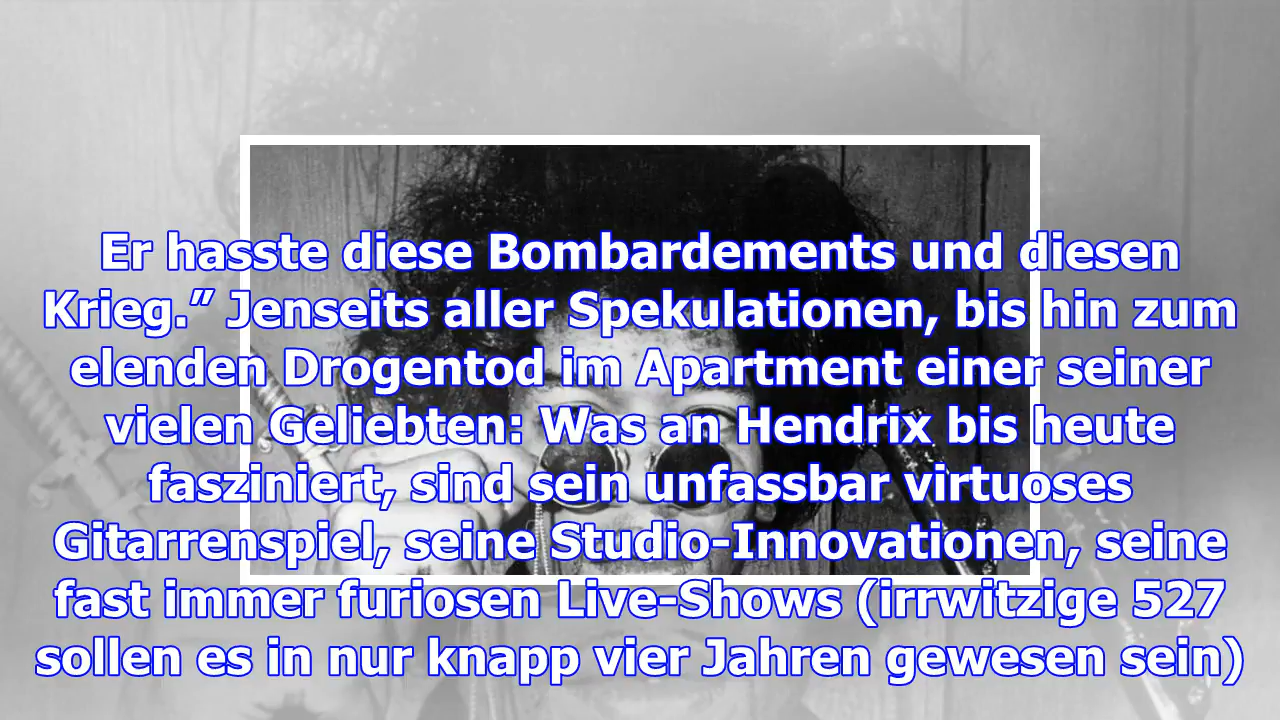 Er hasste diese Bombardements und diesen
Krieg.” Jenseits aller Spekulationen, bis hin zum
elenden Drogentod im Apartment einer seiner
vielen Geliebten: Was an Hendrix bis heute
fasziniert, sind sein unfassbar virtuoses
Gitarrenspiel, seine Studio-Innovationen, seine
fast immer furiosen Live-Shows (irrwitzige 527
sollen es in nur knapp vier Jahren gewesen sein)